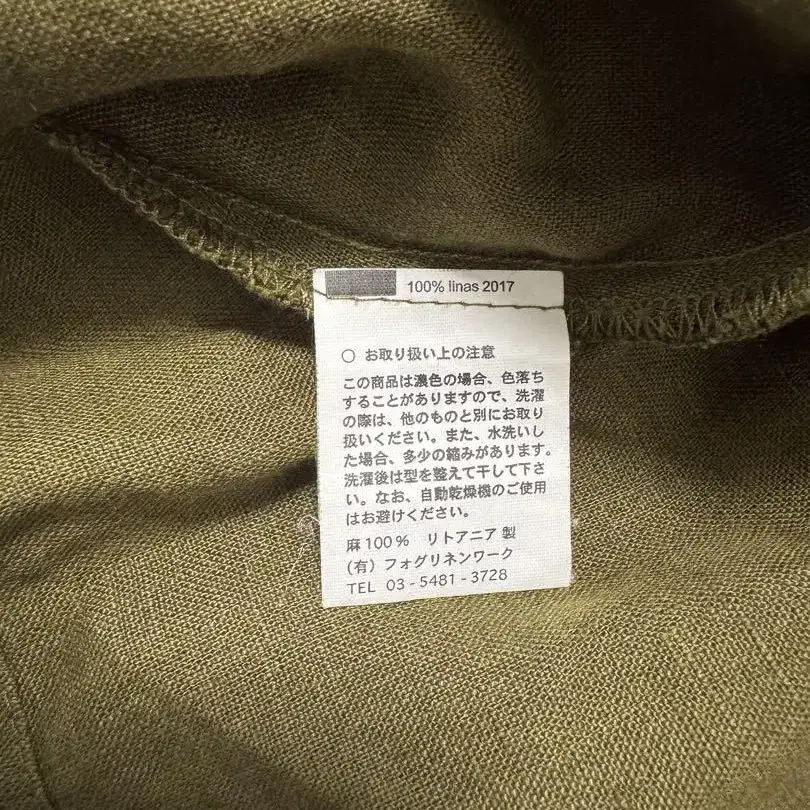 100% linas 2017
○ お取り扱い上の注意
この商品は濃色の場合、色落ち
することがありますので、洗濯
の際は、他のものと別にお取り
扱いください。また、水洗いし
た場合、多少の縮みがあります。
洗濯後は型を整えて干して下さ
い。なお、自動乾燥機のご使用
はお避けください。
麻100% リトアニア製
(有) フォグリネンワーク
TEL 03-5481-3728